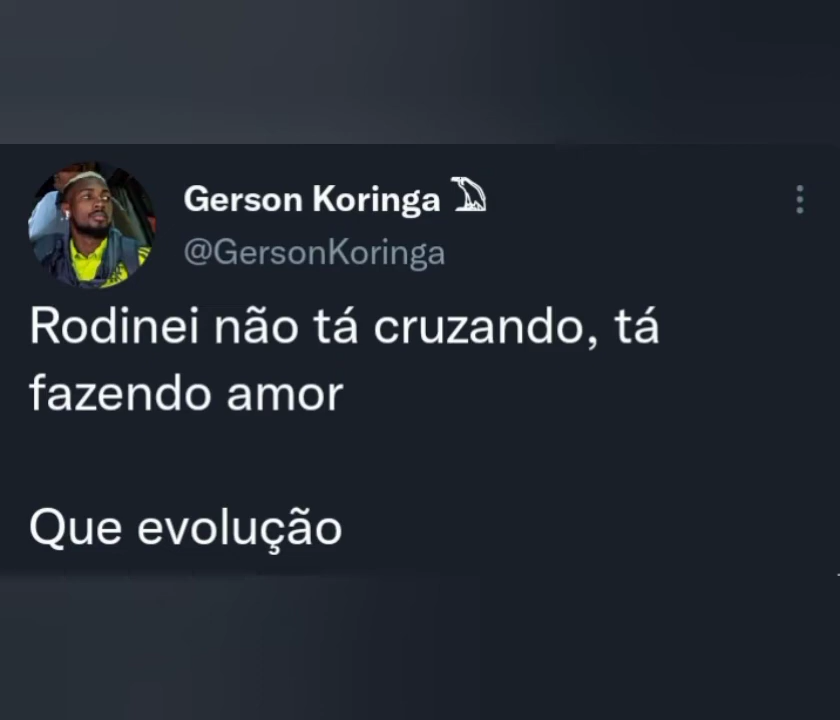 Gerson Koringa
@GersonKoringa
Rodinei não tá cruzando, tá
fazendo amor
Que evolução